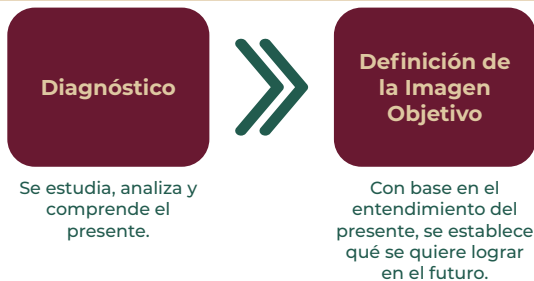 Diagnóstico
Se estudia, analiza y
comprende el
presente.
Definición de
la Imagen
Objetivo
Con base en el
entendimiento del
presente, se establece
qué se quiere lograr
en el futuro.